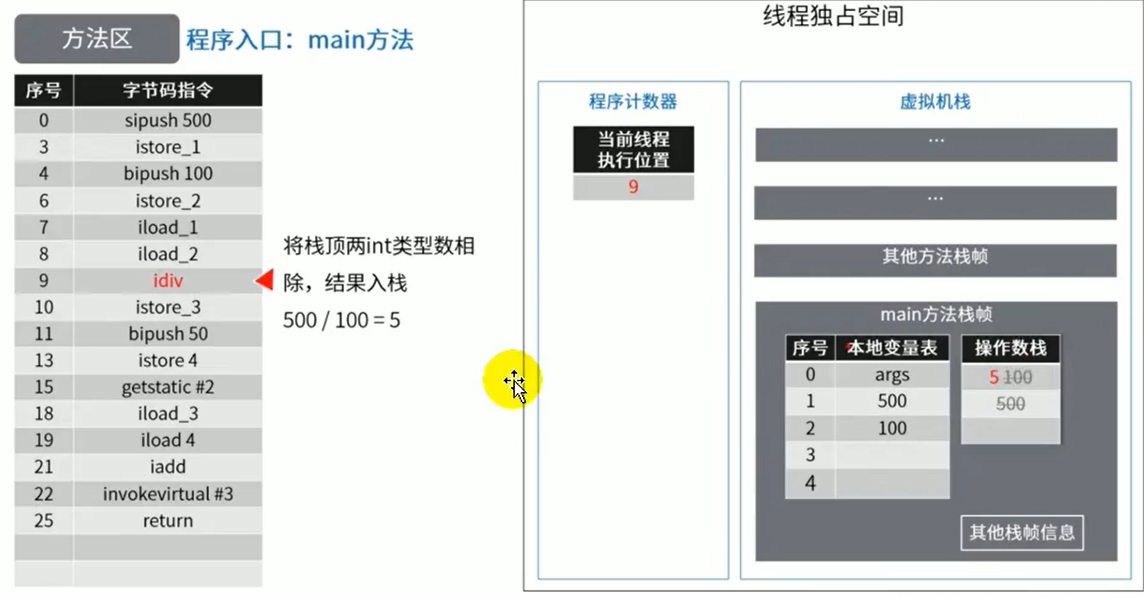 方法区
程序入口：main方法
序号 字节码指令
0 sipush 500
3 istore_1
4 bipush 100
6 istore_2
7 iload_1
8 iload_2
9 idiv
10 istore_3
11 bipush 50
13 istore 4
15 getstatic #2
18 iload_3
19 iload 4
21 iadd
22 invokevirtual #3
25 return
将栈顶两int类型数相
除，结果入栈
500 / 100 = 5
线程独占空间
程序计数器
当前线程
执行位置
9
虚拟机栈
...
...
其他方法栈帧
main方法栈帧
序号 本地变量表
0 args
1 500
2 100
3
4
操作数栈
5 100
500
其他栈帧信息